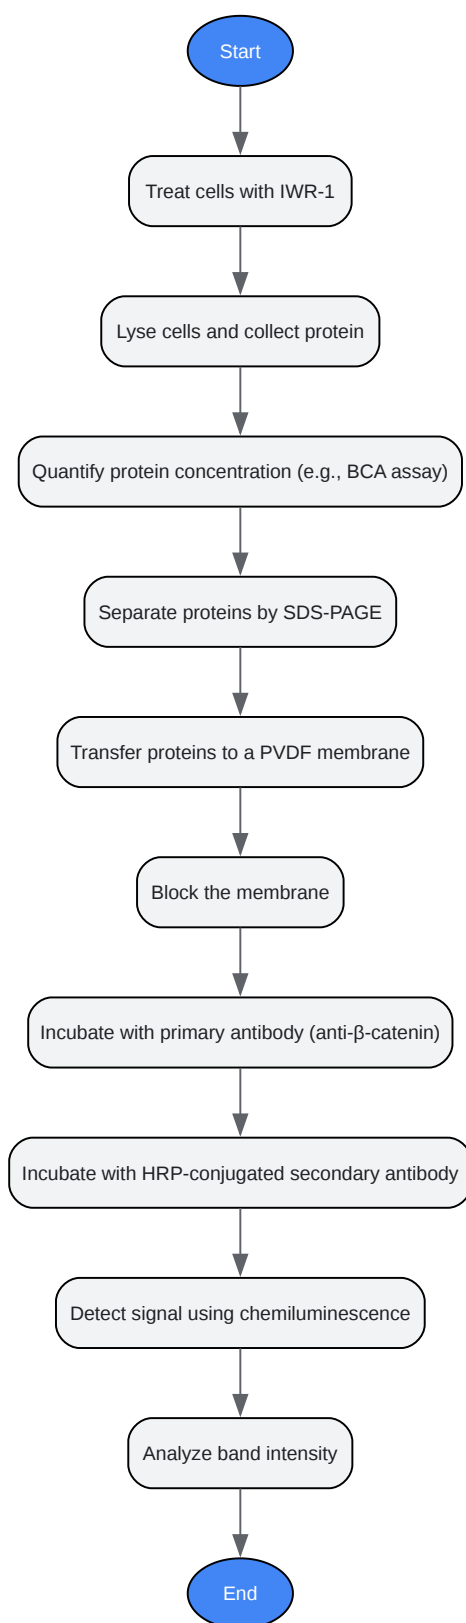 Start
Treat cells with IWR-1
Lyse cells and collect protein
Quantify protein concentration (e.g., BCA assay)
Separate proteins by SDS-PAGE
Transfer proteins to a PVDF membrane
Block the membrane
Incubate with primary antibody (anti-β-catenin)
Incubate with HRP-conjugated secondary antibody
Detect signal using chemiluminescence
Analyze band intensity
End